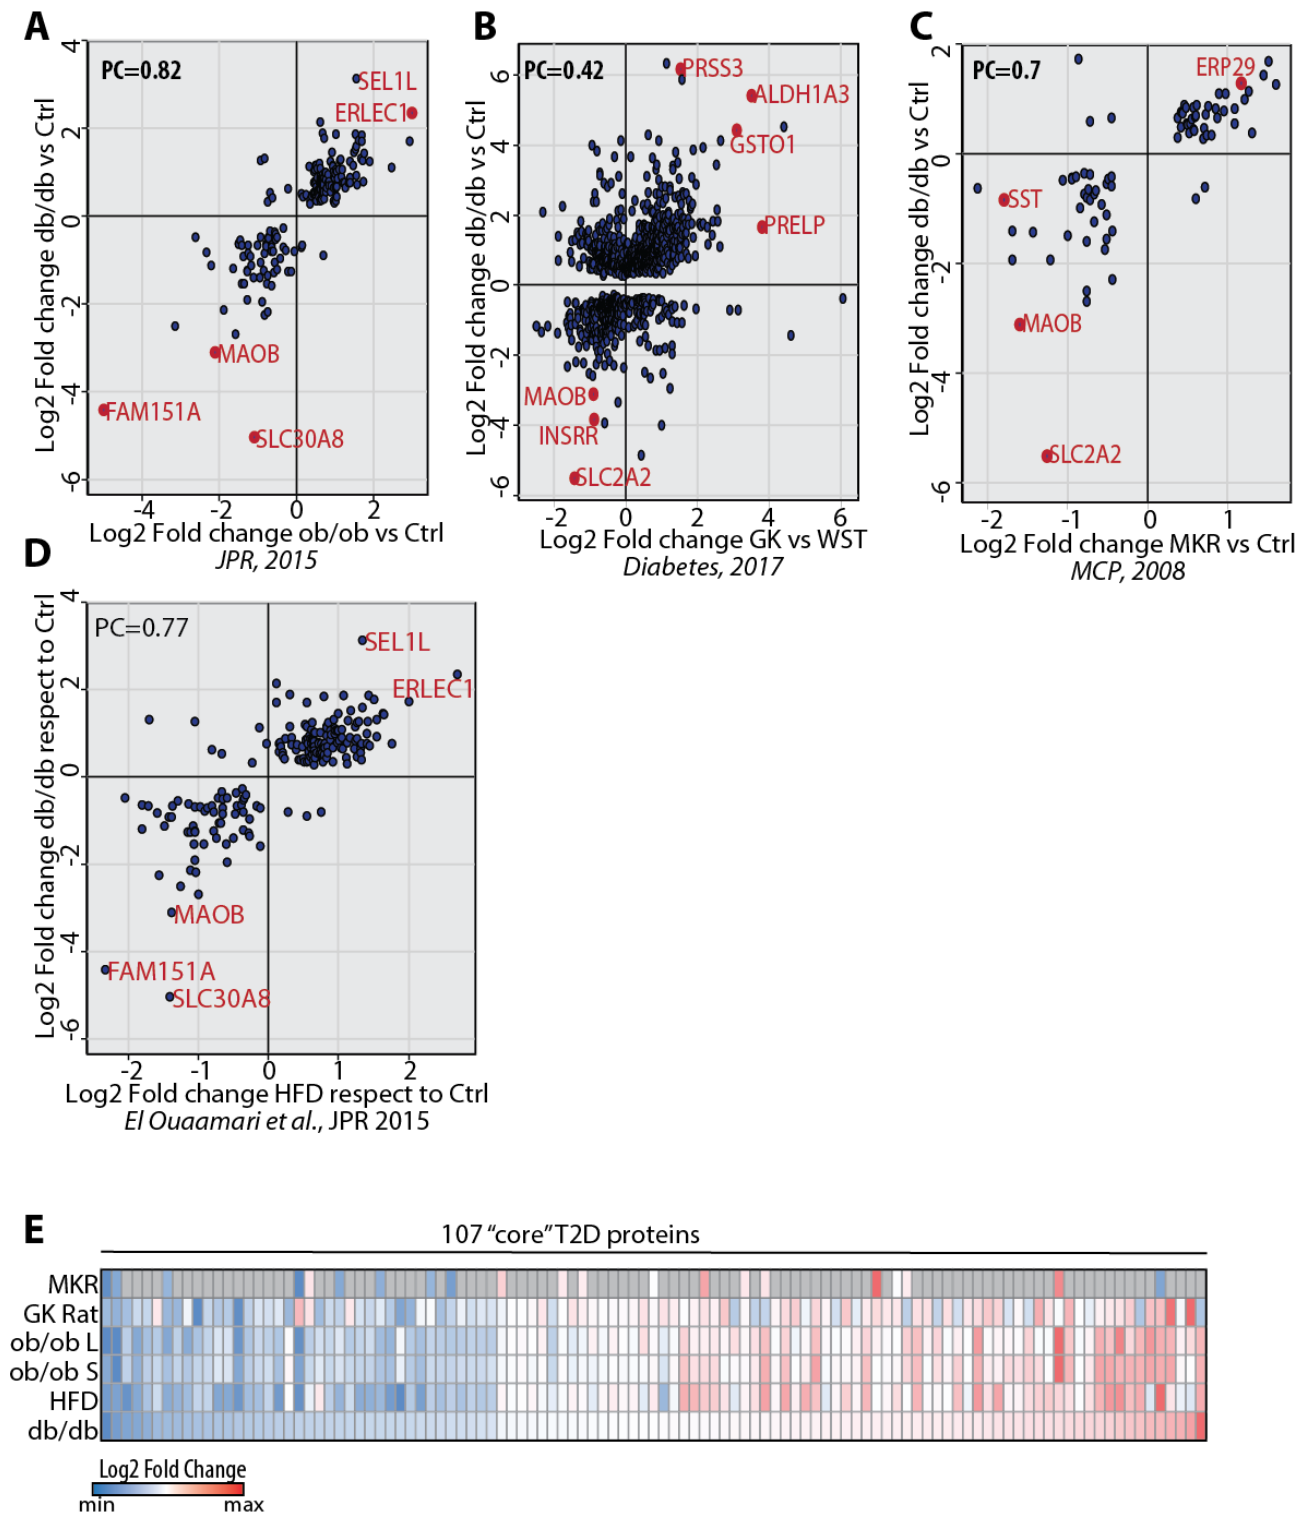 A
PC=0.82
SEL1L
ERLEC1
MAOB
FAM151A
SLC30A8
4
2
0
-2
-4
-6
-4
-2
0
2
Log2 Fold change db/db vs Ctrl
Log2 Fold change ob/ob vs Ctrl
JPR, 2015
B
PC=0.42
PRSS3
ALDH1A3
GSTO1
PRELP
MAOB
INSRR
SLC2A2
6
4
2
0
-2
-4
-6
-2
0
2
4
6
Log2 Fold change db/db vs Ctrl
Log2 Fold change GK vs WST
Diabetes, 2017
C
PC=0.7
ERP29
SST
MAOB
SLC2A2
2
0
-2
-4
-6
-2
-1
0
1
Log2 Fold change db/db vs Ctrl
Log2 Fold change MKR vs Ctrl
MCP, 2008
D
PC=0.77
SEL1L
ERLEC1
MAOB
FAM151A
SLC30A8
4
2
0
-2
-4
-6
-2
-1
0
1
2
Log2 Fold change db/db respect to Ctrl
Log2 Fold change HFD respect to Ctrl
El Ouaamari et al., JPR 2015
E
107 “core” T2D proteins
MKR
GK Rat
ob/ob L
ob/ob S
HFD
db/db
Log2 Fold Change
min
max